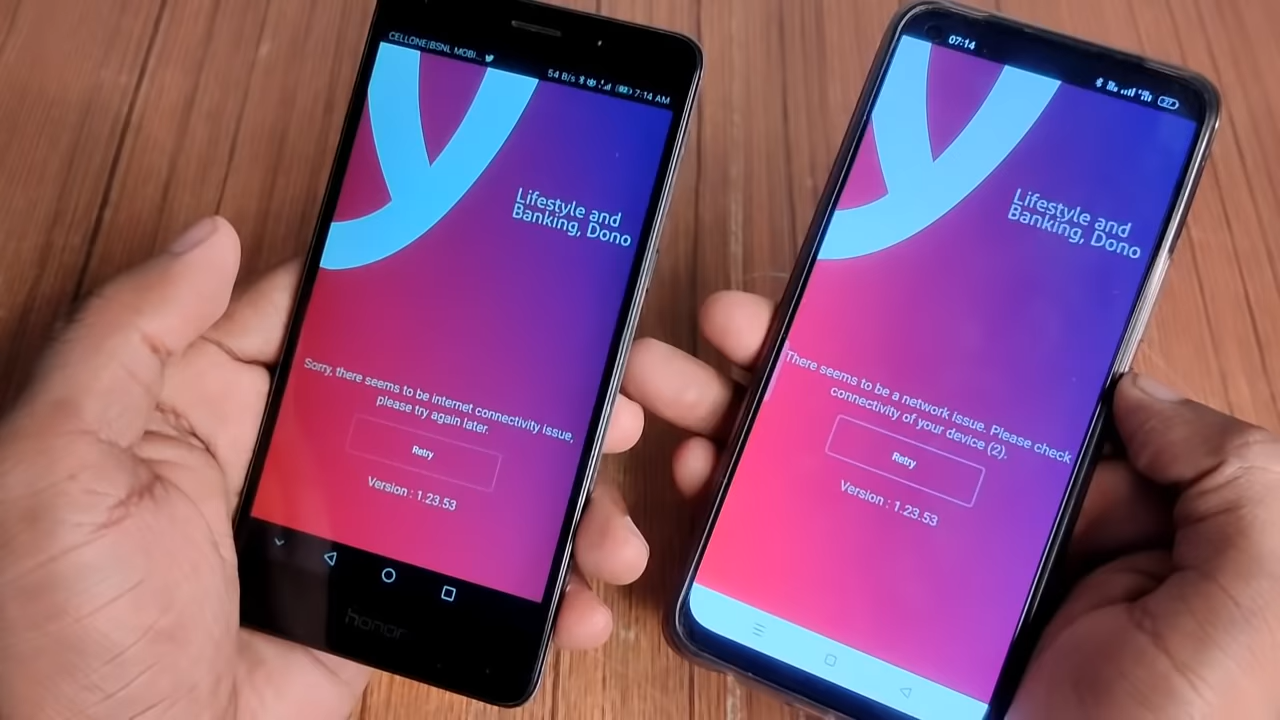 CELLONE|BSNL MOBI...
54 B/s
92
7:14 AM
Lifestyle and
Banking, Dono
Sorry, there seems to be internet connectivity issue,
please try again later.
Retry
Version : 1.23.53
honor
07:14
27
Lifestyle and
Banking, Dono
There seems to be a network issue. Please check
connectivity of your device (2).
Retry
Version : 1.23.53